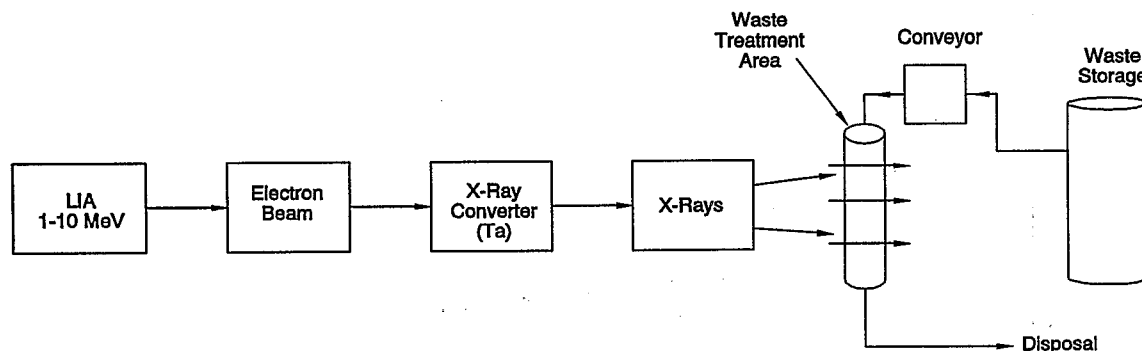 Waste
Treatment
Area
Conveyor
Waste
Storage
LIA
1-10 MeV
Electron
Beam
X-Ray
Converter
(Ta)
X-Rays
Disposal